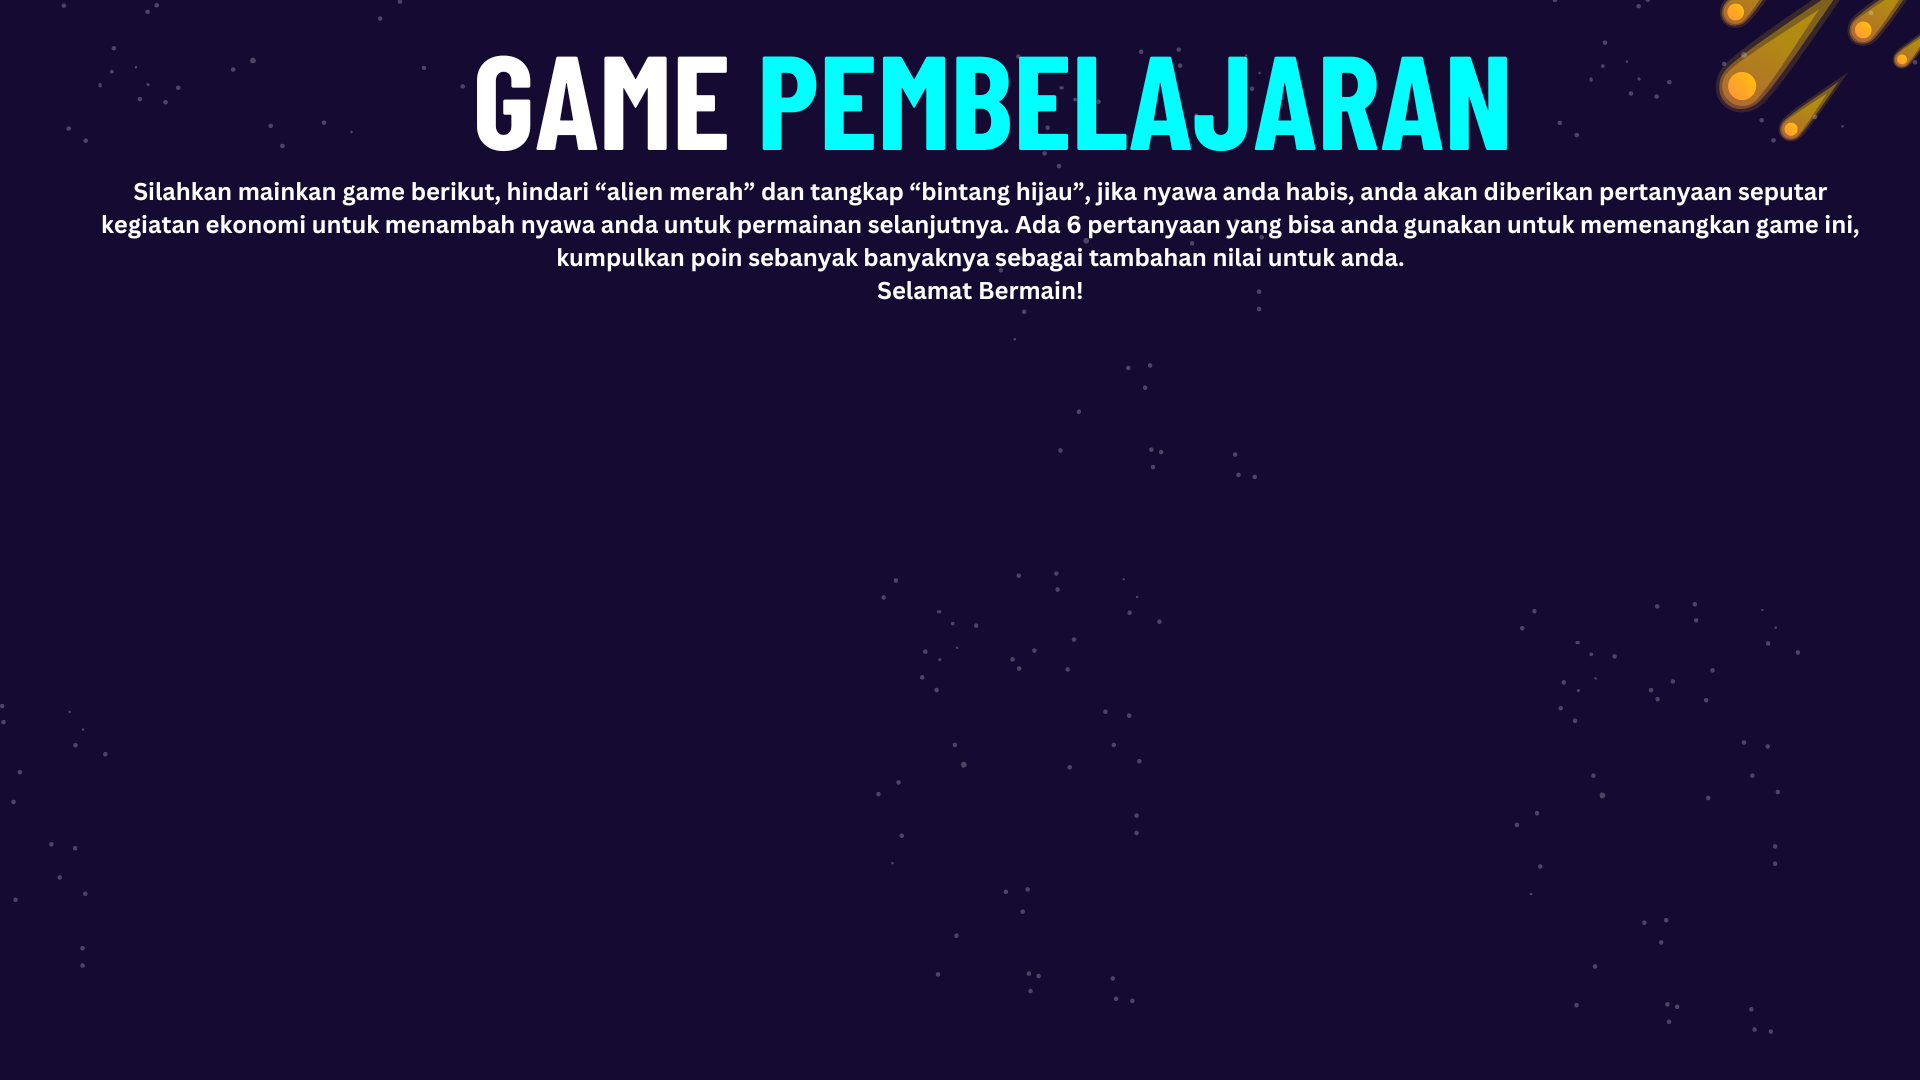 GAME PEMBELAJARAN
Silahkan mainkan game berikut, hindari “alien merah” dan tangkap “bintang hijau”, jika nyawa anda habis, anda akan diberikan pertanyaan seputar
kegiatan ekonomi untuk menambah nyawa anda untuk permainan selanjutnya. Ada 6 pertanyaan yang bisa anda gunakan untuk memenangkan game ini,
kumpulkan poin sebanyak banyaknya sebagai tambahan nilai untuk anda.
Selamat Bermain!